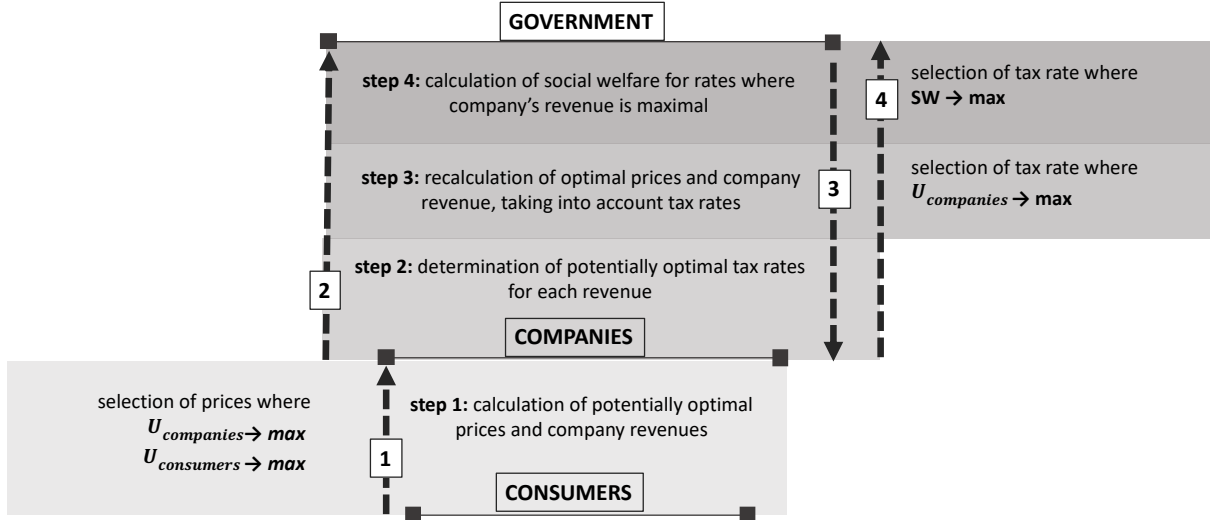 GOVERNMENT
step 4: calculation of social welfare for rates where
company's revenue is maximal
4
selection of tax rate where
SW → max
step 3: recalculation of optimal prices and company
revenue, taking into account tax rates
3
selection of tax rate where
U companies → max
step 2: determination of potentially optimal tax rates
for each revenue
2
COMPANIES
selection of prices where
U companies → max
U consumers → max
1
step 1: calculation of potentially optimal
prices and company revenues
CONSUMERS